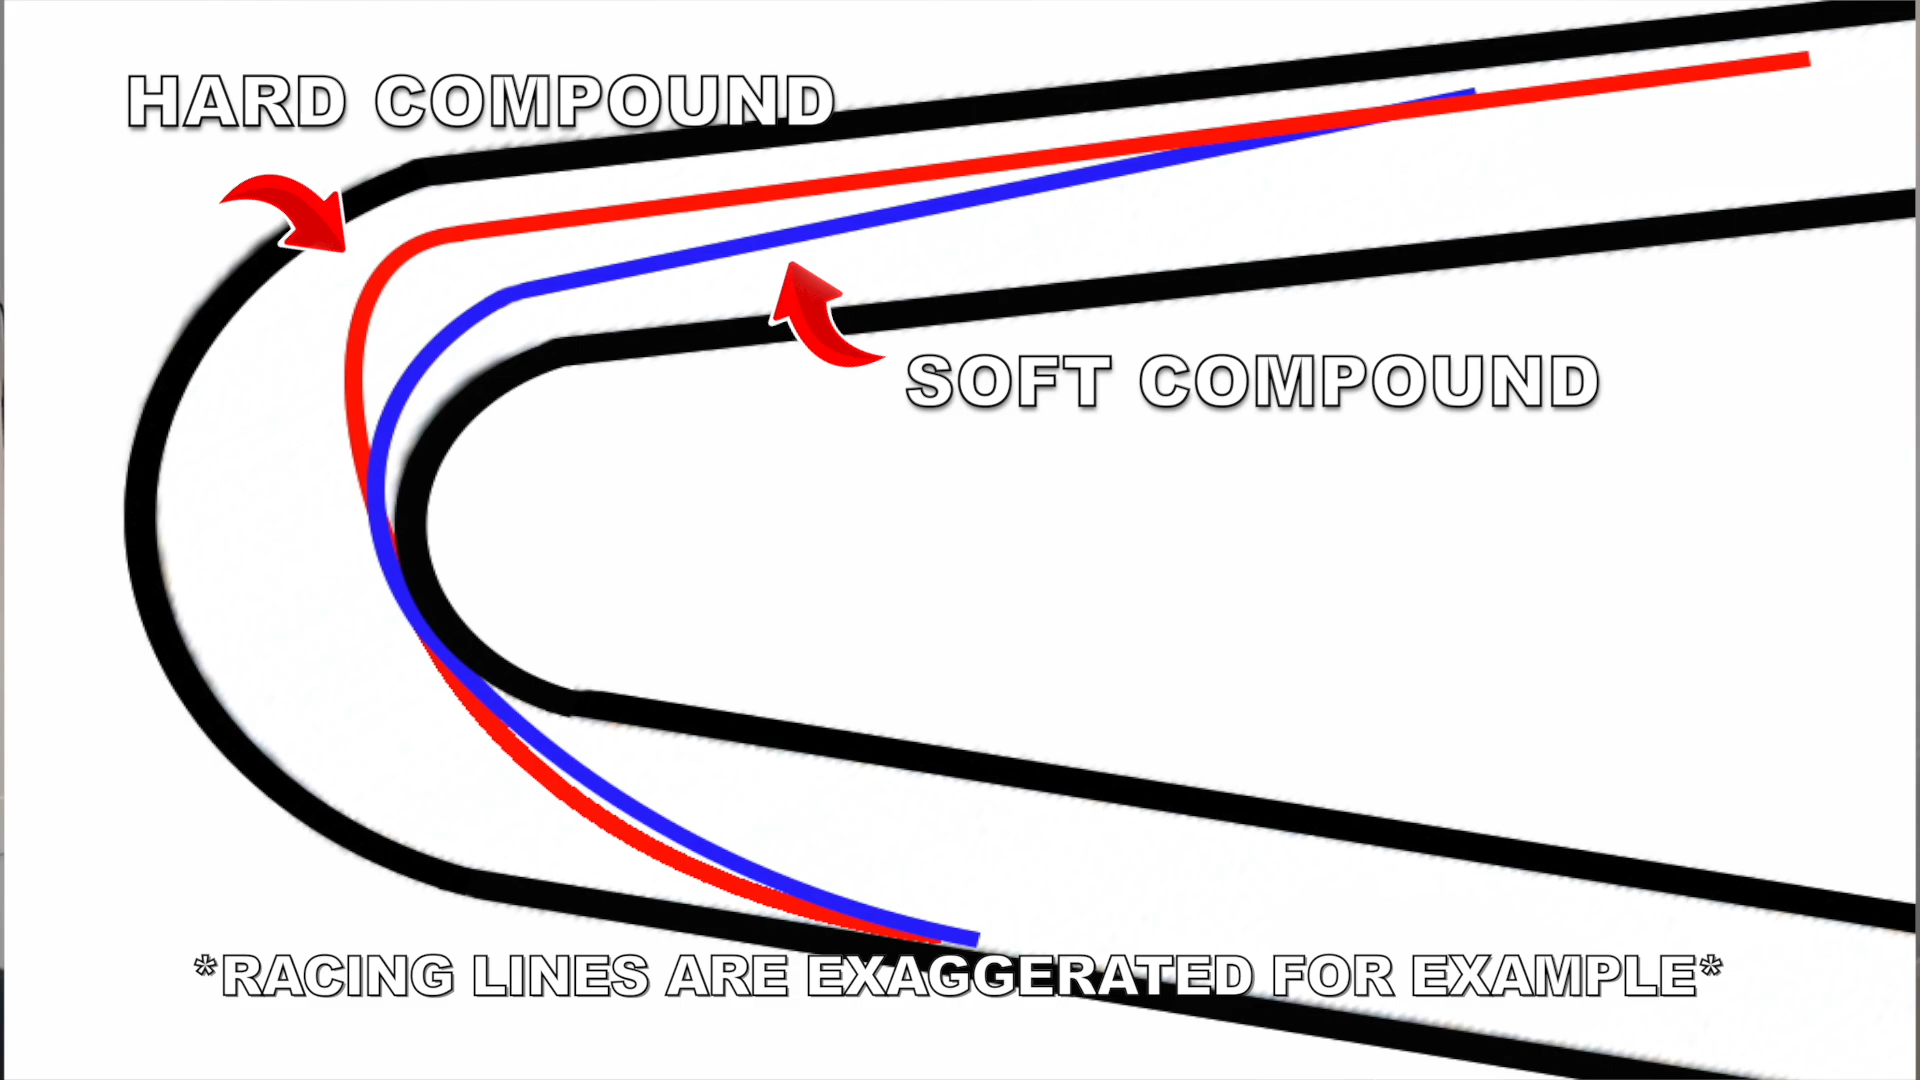 HARD COMPOUND
SOFT COMPOUND
*RACING LINES ARE EXAGGERATED FOR EXAMPLE*